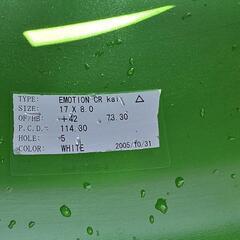 TYPE: EMOTION CR kai △
SIZE: 17 X 8.0
OF/HB: +42 73.30
P.C.D.: 114.30
HOLE: 5
COLOR: WHITE 2005/10/31